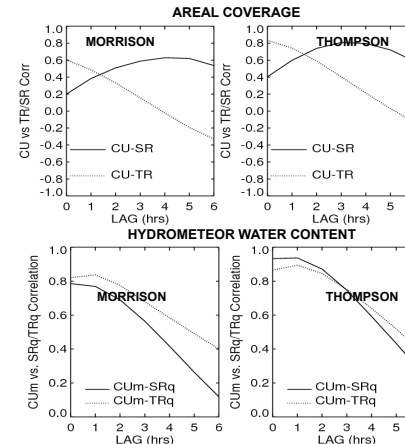 AREAL COVERAGE
MORRISON
THOMPSON
CU vs TR/SR Corr
1.0
0.8
0.6
0.4
0.2
-0.0
-0.2
-0.4
-0.6
-0.8
-1.0
CU-SR
CU-TR
0 1 2 3 4 5 6
LAG (hrs)
CU vs TR/SR Corr
1.0
0.8
0.6
0.4
0.2
-0.0
-0.2
-0.4
-0.6
-0.8
-1.0
CU-SR
CU-TR
0 1 2 3 4 5
LAG (hrs)
HYDROMETEOR WATER CONTENT
MORRISON
THOMPSON
CUm vs. SRq/TRq Correlation
1.0
0.8
0.6
0.4
0.2
0.0
CUm-SRq
CUm-TRq
0 1 2 3 4 5 6
LAG (hrs)
CUm vs. SRq/TRq Correlation
1.0
0.8
0.6
0.4
0.2
0.0
CUm-SRq
CUm-TRq
0 1 2 3 4 5
LAG (hrs)